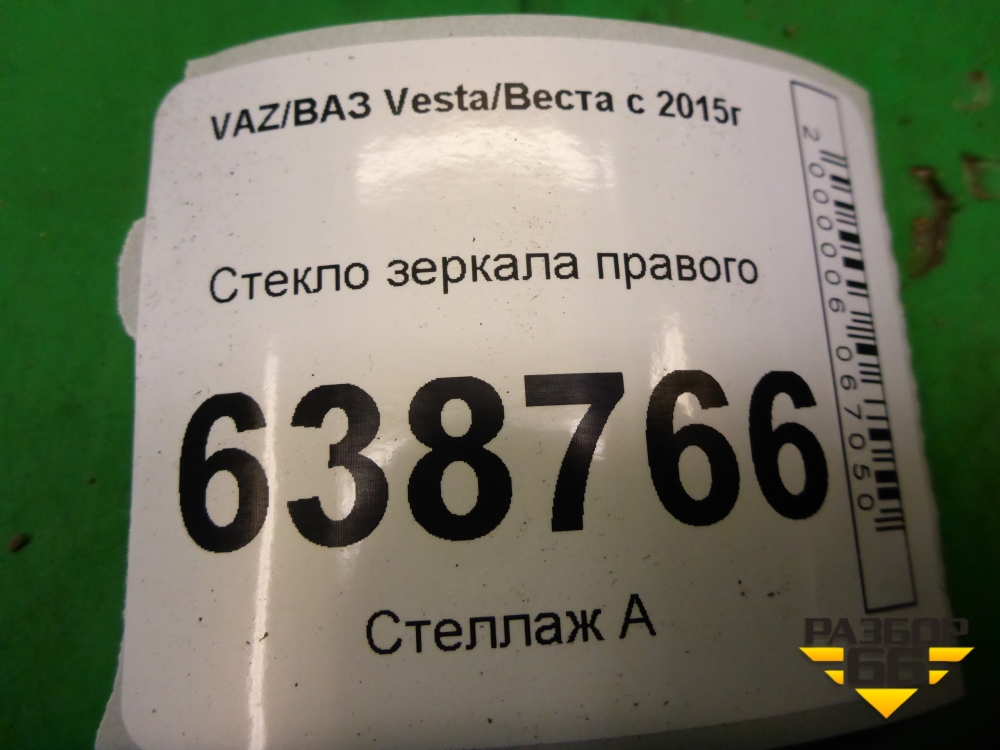 VAZ/ВАЗ Vesta/Веста с 2015г
Стекло зеркала правого
638766
Стеллаж А
2000006067050
РАЗБОР
66